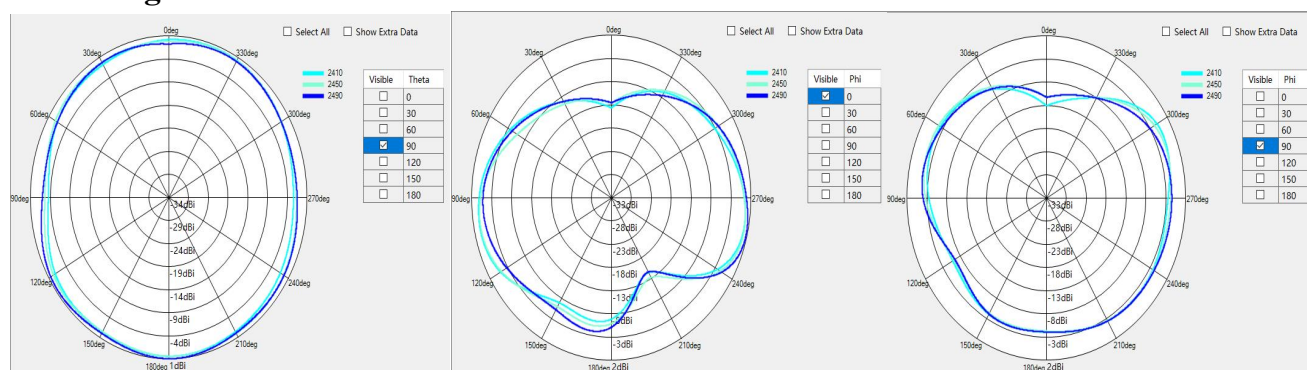 0deg
Select All
Show Extra Data
30deg
330deg
2410
2450
2490
Visible Theta
0
30
60
90
120
150
180
60deg
300deg
90deg
270deg
-34dBi
-29dBi
-24dBi
-19dBi
-14dBi
-9dBi
-4dBi
120deg
240deg
150deg
210deg
180deg 1dBi
0deg
Select All
Show Extra Data
30deg
330deg
2410
2450
2490
Visible Phi
0
30
60
90
120
150
180
60deg
300deg
90deg
270deg
-33dBi
-28dBi
-23dBi
-18dBi
-13dBi
-3dBi
120deg
240deg
150deg
210deg
180deg 2dBi
0deg
Select All
Show Extra Data
30deg
330deg
2410
2450
2490
Visible Phi
0
30
60
90
120
150
180
60deg
300deg
90deg
270deg
-33dBi
-28dBi
-23dBi
-18dBi
-13dBi
-8dBi
-3dBi
120deg
240deg
150deg
210deg
180deg 2dBi